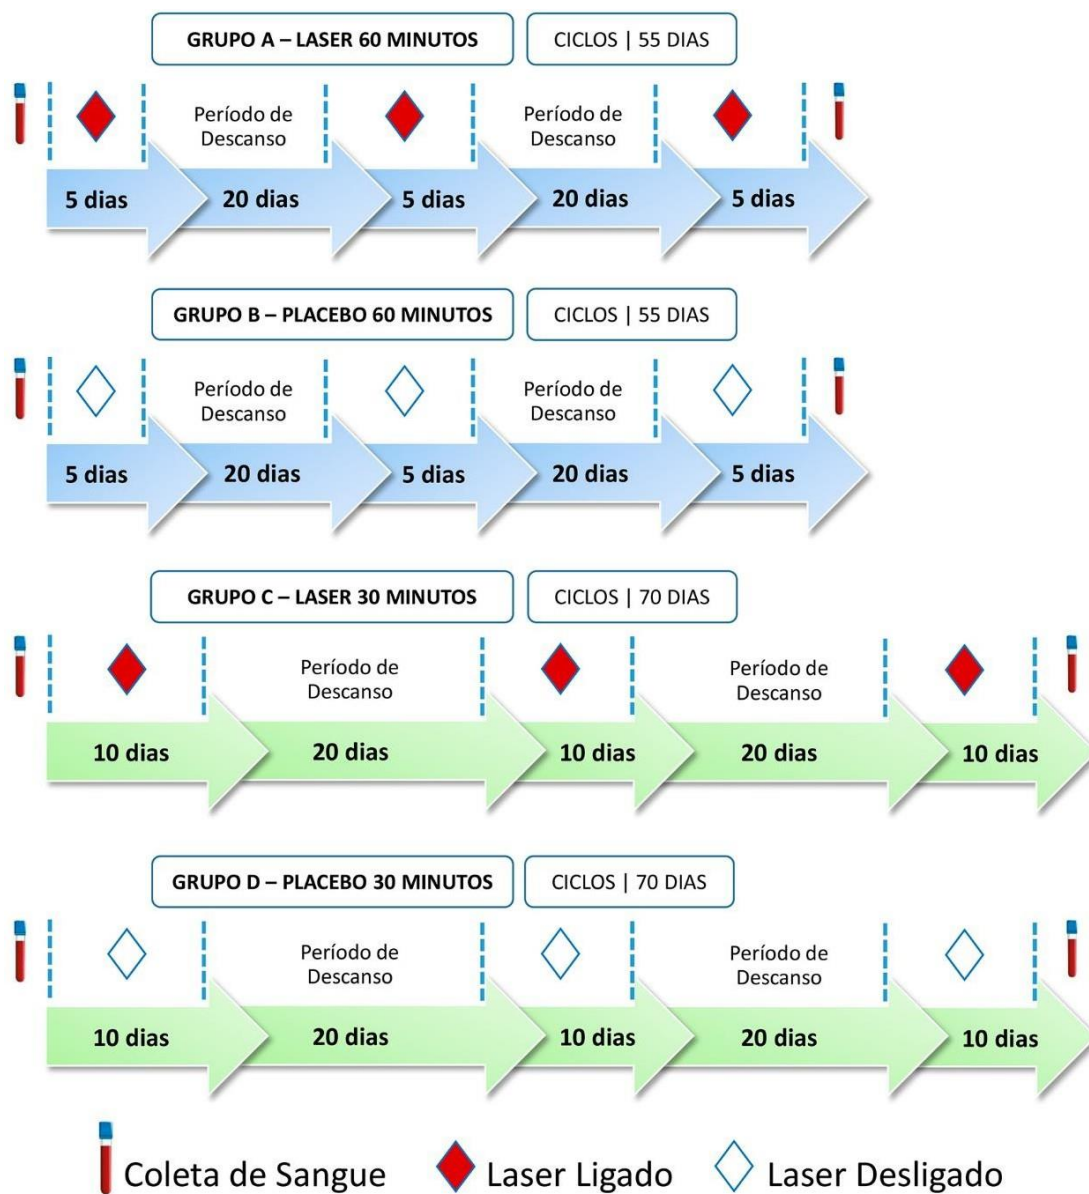 GRUPO A – LASER 60 MINUTOS
CICLOS | 55 DIAS
Período de
Descanso
Período de
Descanso
5 dias
20 dias
5 dias
20 dias
5 dias
GRUPO B – PLACEBO 60 MINUTOS
CICLOS | 55 DIAS
Período de
Descanso
Período de
Descanso
5 dias
20 dias
5 dias
20 dias
5 dias
GRUPO C – LASER 30 MINUTOS
CICLOS | 70 DIAS
Período de
Descanso
Período de
Descanso
10 dias
20 dias
10 dias
20 dias
10 dias
GRUPO D – PLACEBO 30 MINUTOS
CICLOS | 70 DIAS
Período de
Descanso
Período de
Descanso
10 dias
20 dias
10 dias
20 dias
10 dias
Coleta de Sangue
Laser Ligado
Laser Desligado